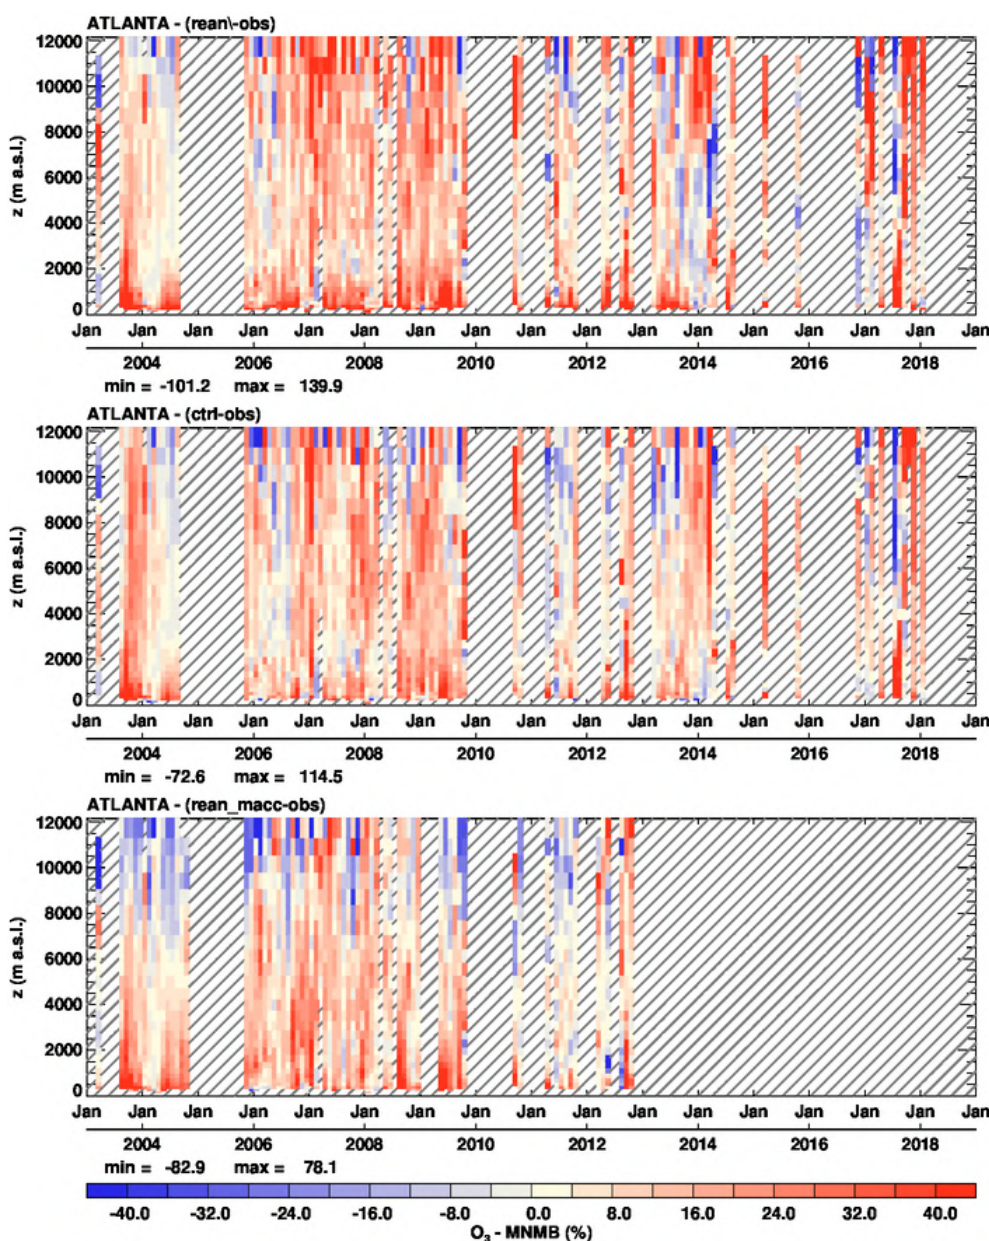 ATLANTA - (rean\-obs)
12000
10000
8000
6000
4000
2000
0
z (m a.s.l.)
Jan Jan Jan Jan Jan Jan Jan Jan Jan Jan Jan Jan Jan Jan Jan Jan Jan
2004 2006 2008 2010 2012 2014 2016 2018
min = -101.2 max = 139.9
ATLANTA - (ctrl-obs)
12000
10000
8000
6000
4000
2000
0
z (m a.s.l.)
Jan Jan Jan Jan Jan Jan Jan Jan Jan Jan Jan Jan Jan Jan Jan Jan Jan
2004 2006 2008 2010 2012 2014 2016 2018
min = -72.6 max = 114.5
ATLANTA - (rean_macc-obs)
12000
10000
8000
6000
4000
2000
0
z (m a.s.l.)
Jan Jan Jan Jan Jan Jan Jan Jan Jan Jan Jan Jan Jan Jan Jan Jan Jan
2004 2006 2008 2010 2012 2014 2016 2018
min = -82.9 max = 78.1
-40.0 -32.0 -24.0 -16.0 -8.0 0.0 8.0 16.0 24.0 32.0 40.0
O₃ - MNMB (%)